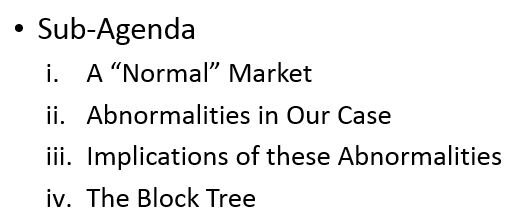 • Sub-Agenda
i. A “Normal” Market
ii. Abnormalities in Our Case
iii. Implications of these Abnormalities
iv. The Block Tree